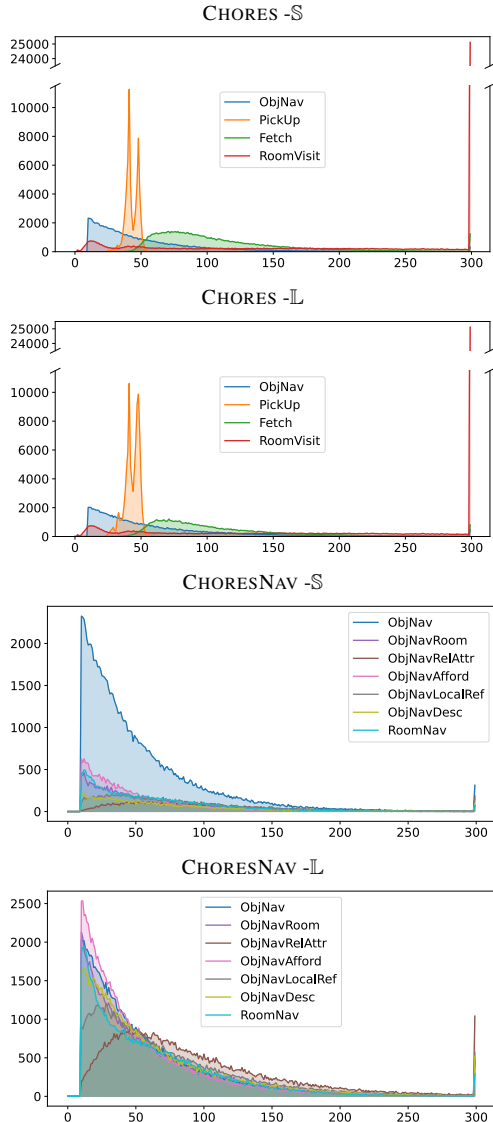 CHORES -𝕊
25000
24000
10000
8000
6000
4000
2000
0
ObjNav
PickUp
Fetch
RoomVisit
0 50 100 150 200 250 300
CHORES -𝕃
25000
24000
10000
8000
6000
4000
2000
0
ObjNav
PickUp
Fetch
RoomVisit
0 50 100 150 200 250 300
CHORESNAV -𝕊
2000
1500
1000
500
0
ObjNav
ObjNavRoom
ObjNavRelAttr
ObjNavAfford
ObjNavLocalRef
ObjNavDesc
RoomNav
0 50 100 150 200 250 300
CHORESNAV -𝕃
2500
2000
1500
1000
500
0
ObjNav
ObjNavRoom
ObjNavRelAttr
ObjNavAfford
ObjNavLocalRef
ObjNavDesc
RoomNav
0 50 100 150 200 250 300